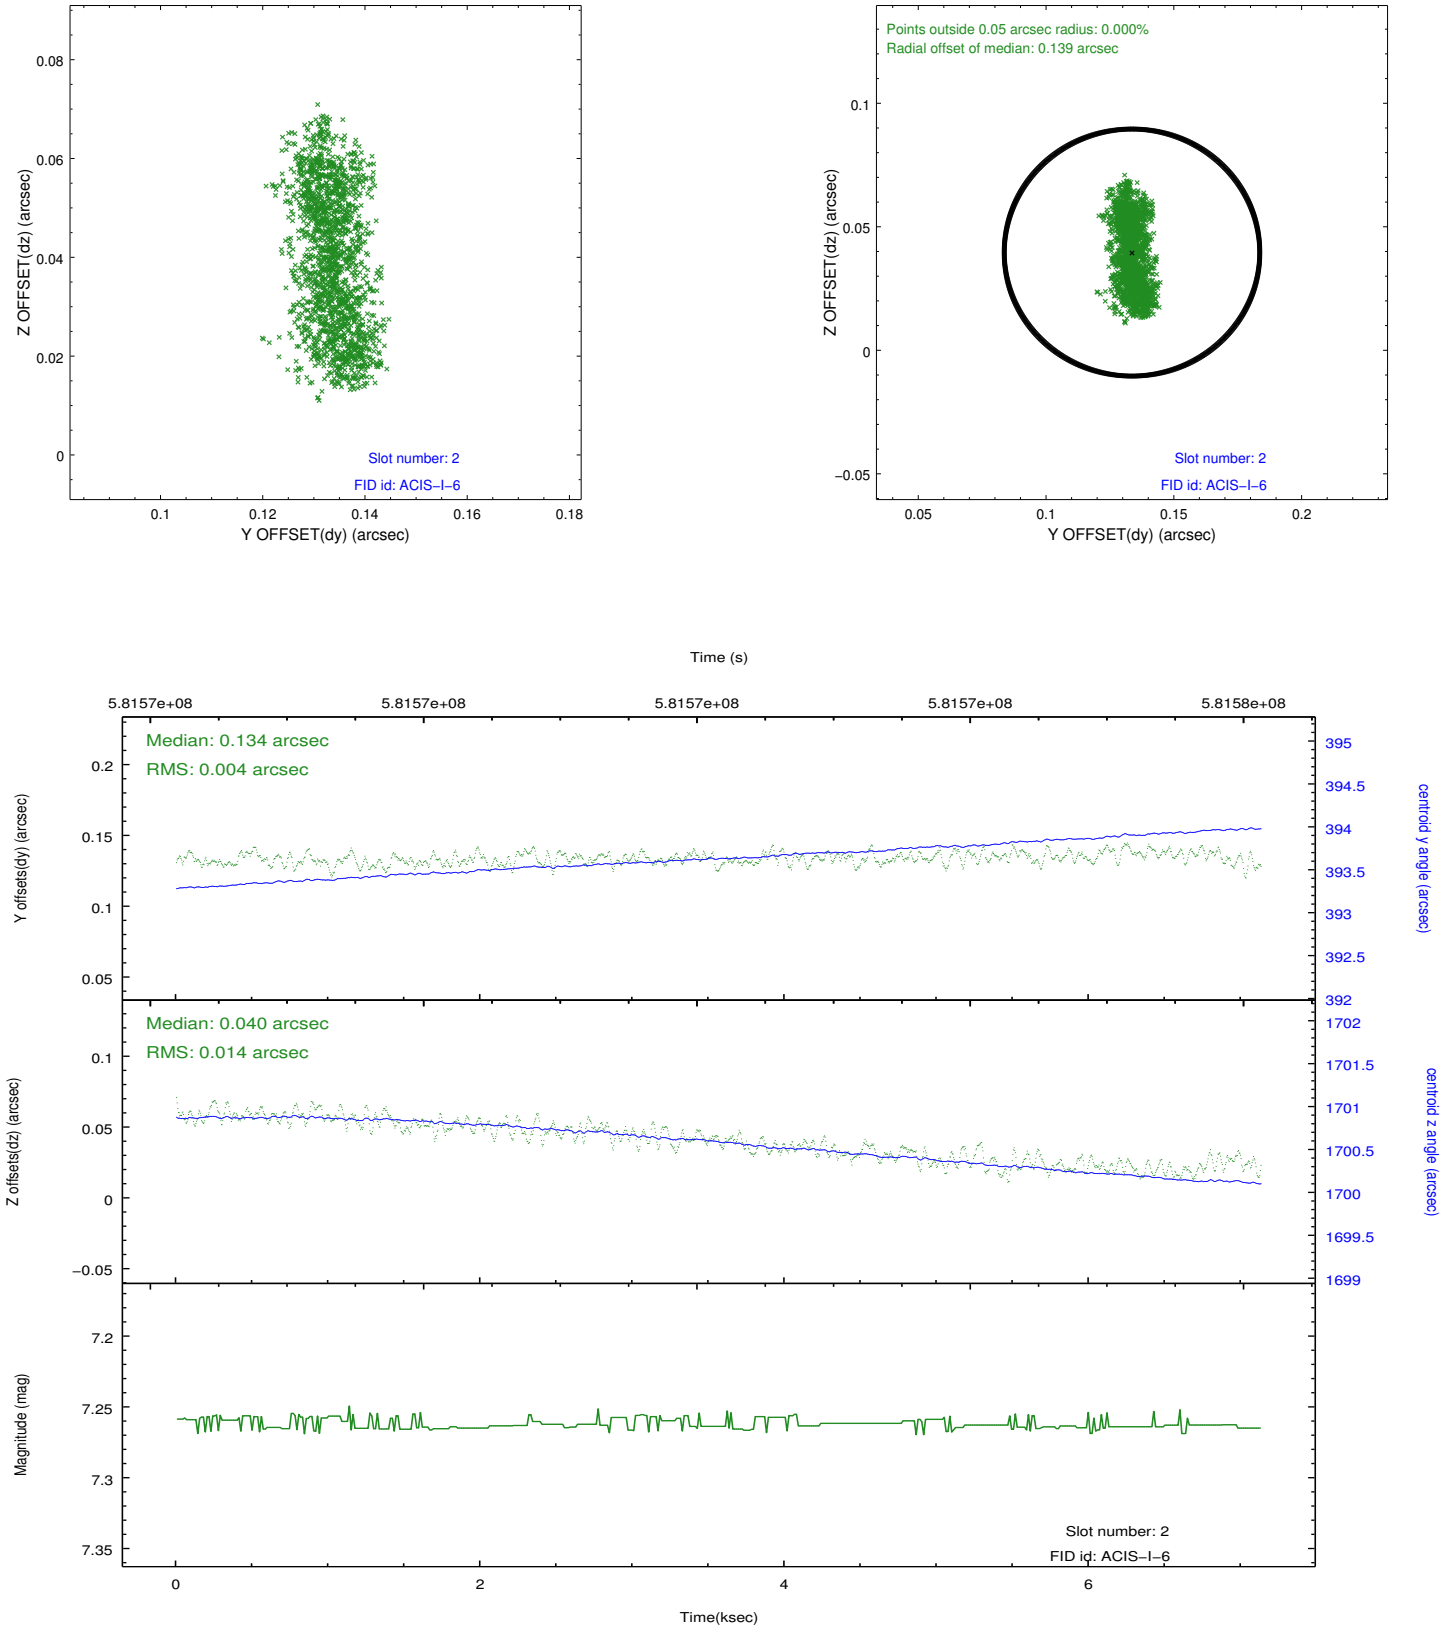 0.08
0.06
0.04
0.02
0
Z OFFSET(dz) (arcsec)
Slot number: 2
FID id: ACIS−I−6
0.1
0.12
0.14
0.16
0.18
Y OFFSET(dy) (arcsec)
Points outside 0.05 arcsec radius: 0.000%
Radial offset of median: 0.139 arcsec
0.1
0.05
0
−0.05
Z OFFSET(dz) (arcsec)
Slot number: 2
FID id: ACIS−I−6
0.05
0.1
0.15
0.2
Y OFFSET(dy) (arcsec)
Time (s)
5.8157e+08
5.8157e+08
5.8157e+08
5.8157e+08
5.8158e+08
Median: 0.134 arcsec
RMS: 0.004 arcsec
0.2
0.15
0.1
0.05
Y offsets(dy) (arcsec)
395
394.5
394
393.5
393
392.5
392
centroid y angle (arcsec)
Median: 0.040 arcsec
RMS: 0.014 arcsec
0.1
0.05
0
−0.05
Z offsets(dz) (arcsec)
1702
1701.5
1701
1700.5
1700
1699.5
1699
centroid z angle (arcsec)
7.2
7.25
7.3
7.35
Magnitude (mag)
Slot number: 2
FID id: ACIS−I−6
0
2
4
6
Time(ksec)